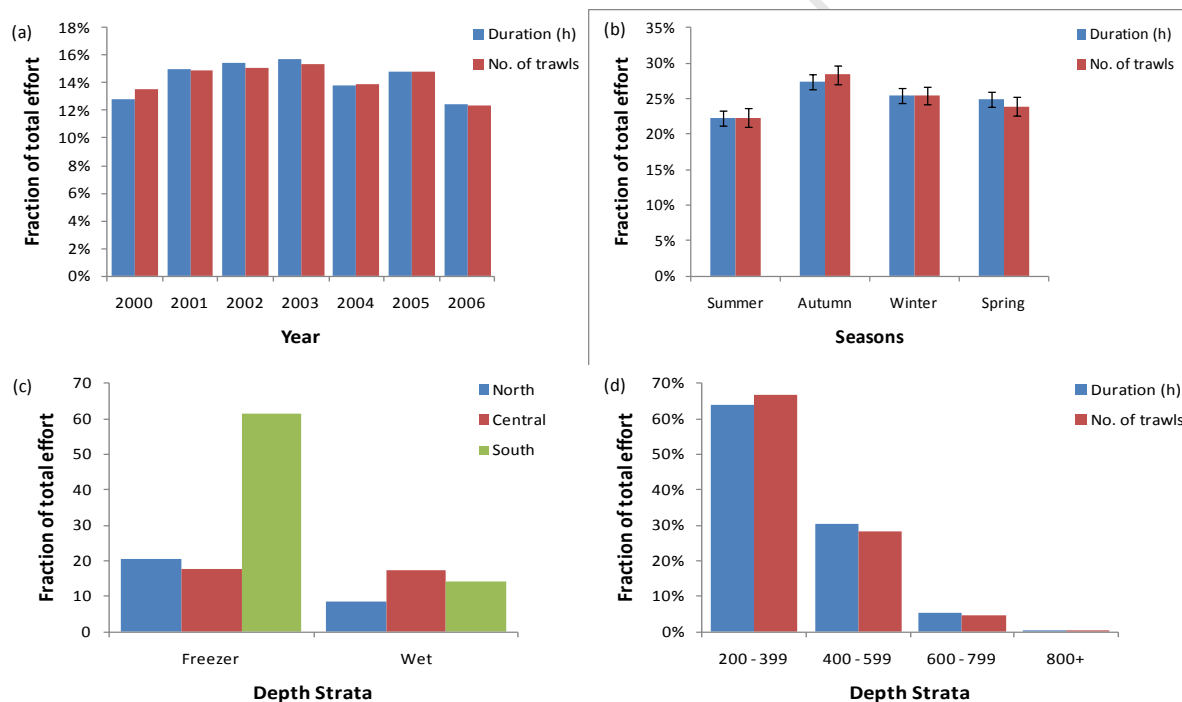 (a)
Fraction of total effort
18%
16%
14%
12%
10%
8%
6%
4%
2%
0%
2000 2001 2002 2003 2004 2005 2006
Year
Duration (h)
No. of trawls
(b)
Fraction of total effort
35%
30%
25%
20%
15%
10%
5%
0%
Summer Autumn Winter Spring
Seasons
Duration (h)
No. of trawls
(c)
Fraction of total effort
70
60
50
40
30
20
10
0
Freezer Wet
Depth Strata
North
Central
South
(d)
Fraction of total effort
70%
60%
50%
40%
30%
20%
10%
0%
200 - 399 400 - 599 600 - 799 800+
Depth Strata
Duration (h)
No. of trawls